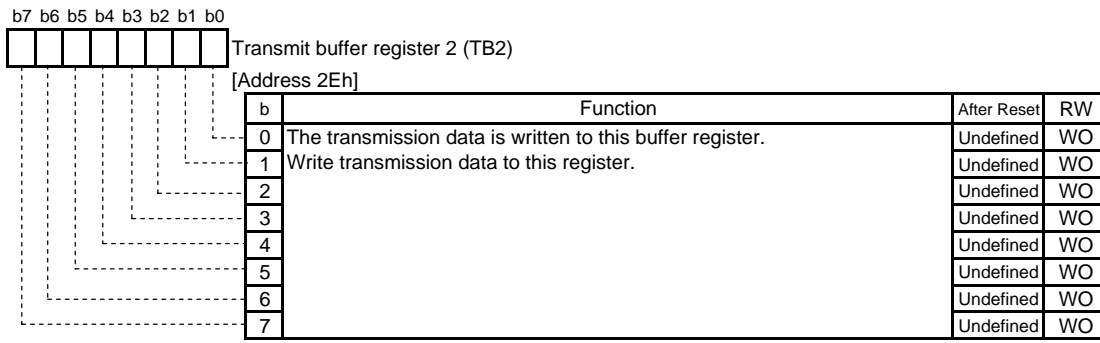 b7 b6 b5 b4 b3 b2 b1 b0
Transmit buffer register 2 (TB2)
[Address 2Eh]
b Function After Reset RW
0 The transmission data is written to this buffer register. Undefined WO
1 Write transmission data to this register. Undefined WO
2 Undefined WO
3 Undefined WO
4 Undefined WO
5 Undefined WO
6 Undefined WO
7 Undefined WO